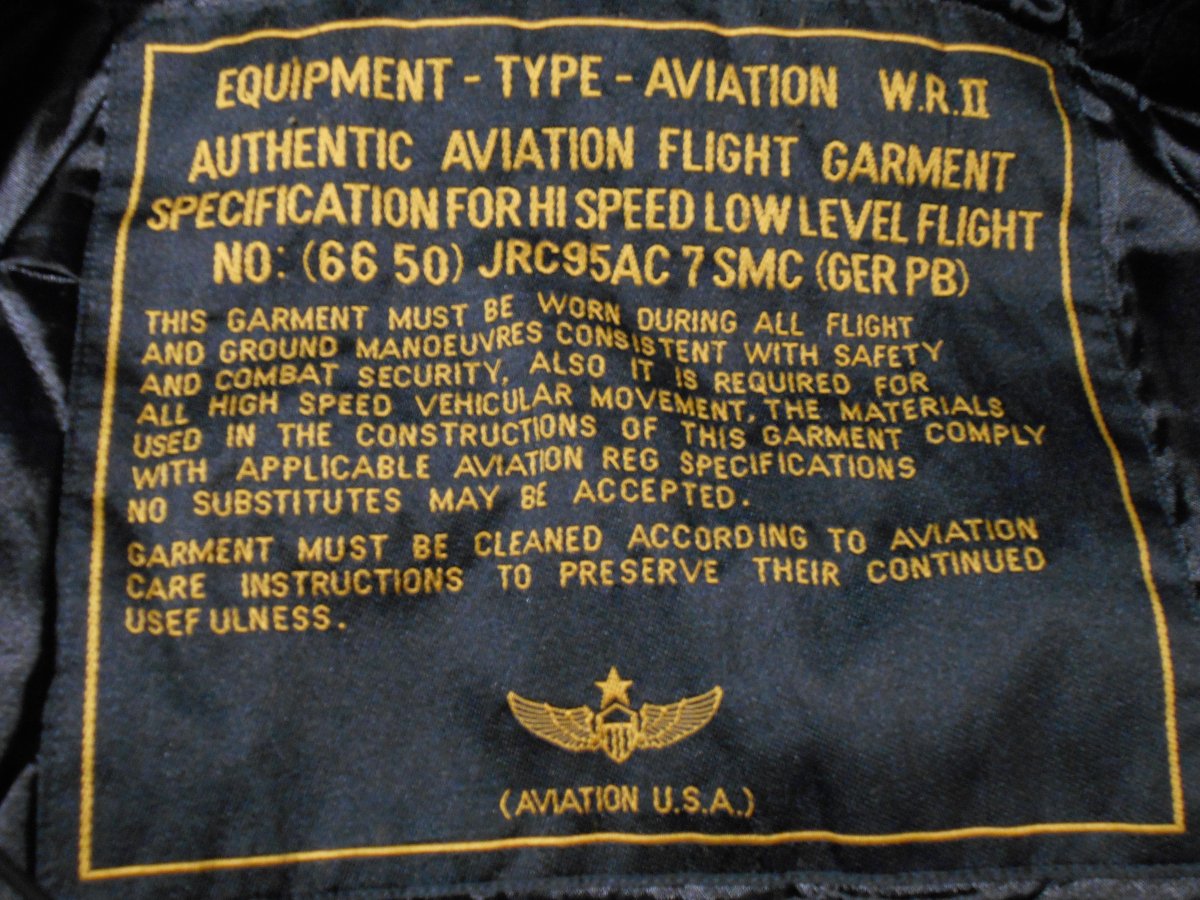 EQUIPMENT - TYPE - AVIATION W.R.II
AUTHENTIC AVIATION FLIGHT GARMENT
SPECIFICATION FOR HI SPEED LOW LEVEL FLIGHT
NO: (66 50) JRC95AC 7 SMC (GER PB)
THIS GARMENT MUST BE WORN DURING ALL FLIGHT
AND GROUND MANOEUVRES CONSISTENT WITH SAFETY
AND COMBAT SECURITY, ALSO IT IS REQUIRED FOR
ALL HIGH SPEED VEHICULAR MOVEMENT, THE MATERIALS
USED IN THE CONSTRUCTIONS OF THIS GARMENT COMPLY
WITH APPLICABLE AVIATION REG SPECIFICATIONS
NO SUBSTITUTES MAY BE ACCEPTED.
GARMENT MUST BE CLEANED ACCORDING TO AVIATION
CARE INSTRUCTIONS TO PRESERVE THEIR CONTINUED
USEFULNESS.
(AVIATION U.S.A.)